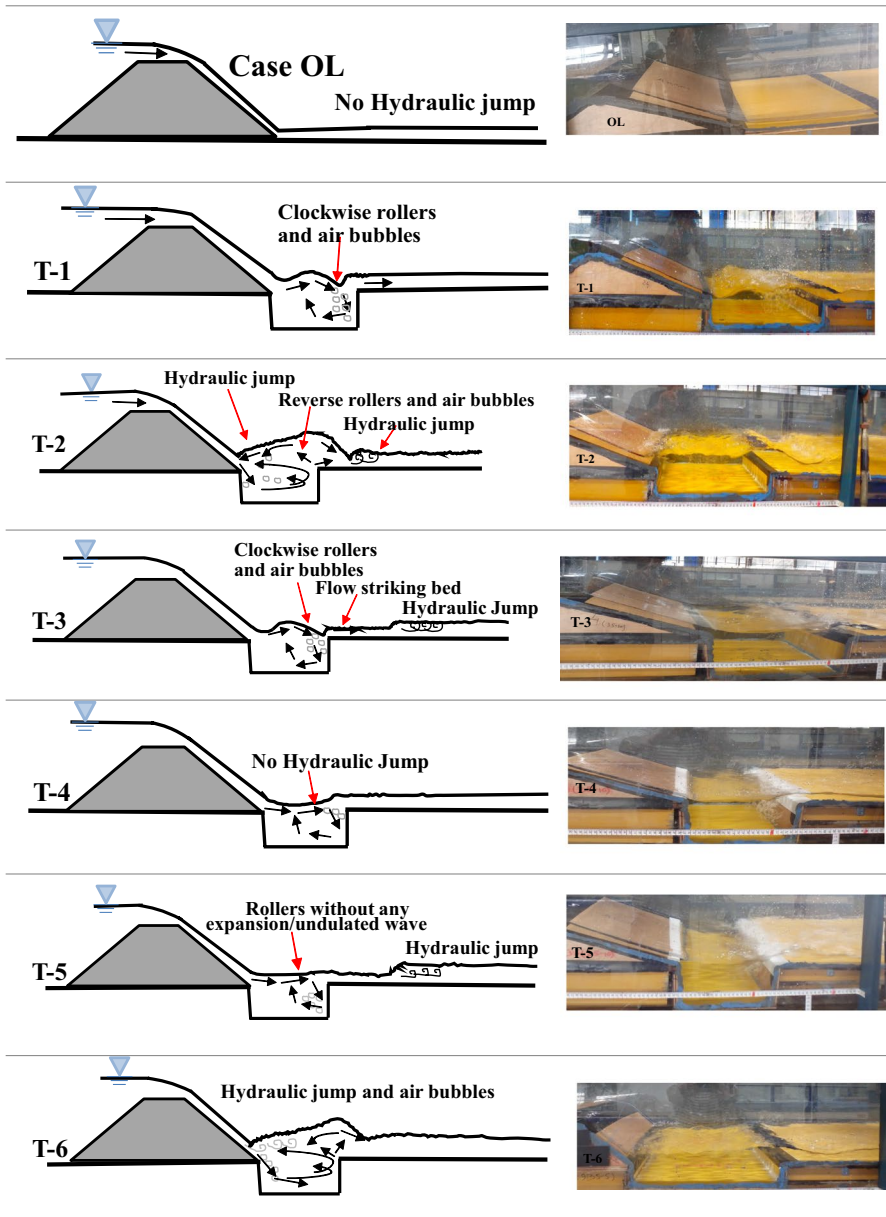 Case OL
No Hydraulic jump
OL
Clockwise rollers
and air bubbles
T-1
T-1
Hydraulic jump
Reverse rollers and air bubbles
Hydraulic jump
T-2
T-2
Clockwise rollers
and air bubbles
Flow striking bed
Hydraulic Jump
T-3
T-3
No Hydraulic Jump
T-4
T-4
Rollers without any
expansion/undulated wave
Hydraulic jump
T-5
T-5
Hydraulic jump and air bubbles
T-6
T-6